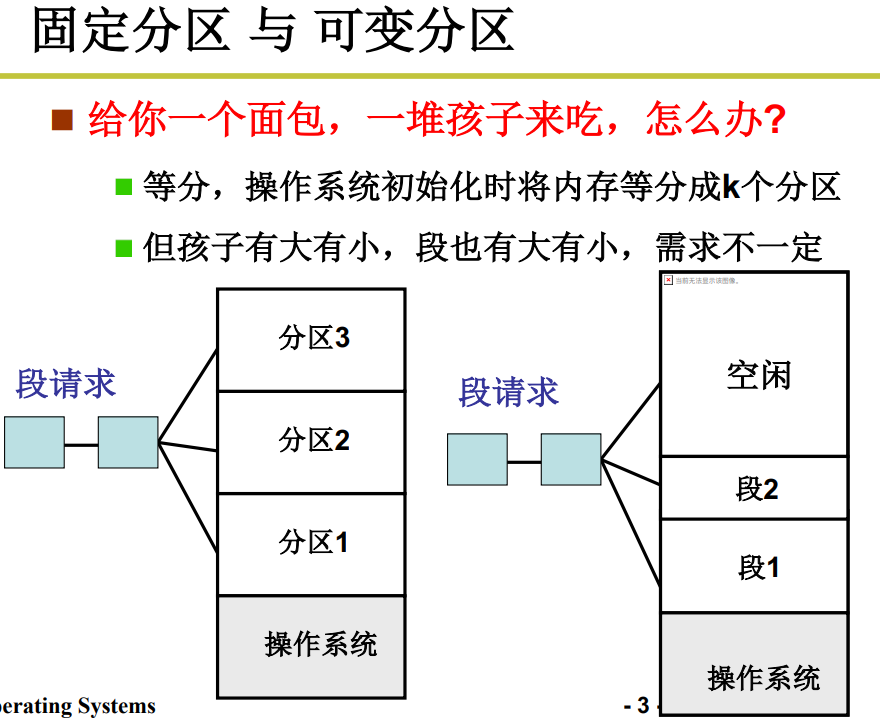 固定分区 与 可变分区
给你一个面包，一堆孩子来吃，怎么办?
等分，操作系统初始化时将内存等分成k个分区
但孩子有大有小，段也有大有小，需求不一定
段请求
分区3
分区2
分区1
操作系统
段请求
当前无法显示该图像。
空闲
段2
段1
操作系统
perating Systems
- 3